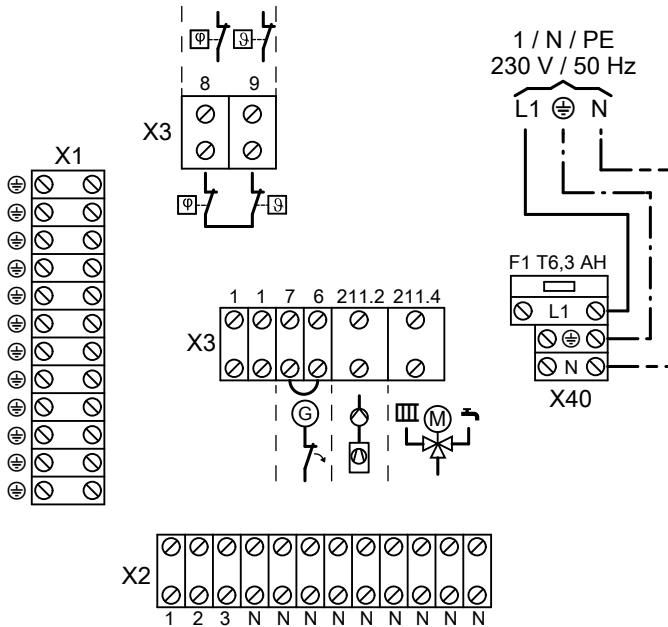 φ ϑ
8 9
X3
φ ϑ
1 / N / PE
230 V / 50 Hz
L1 N
X1
F1 T6,3 AH
L1
N
X40
1 1 7 6 211.2 211.4
X3
G
M
X2
1 2 3 N N N N N N N N N